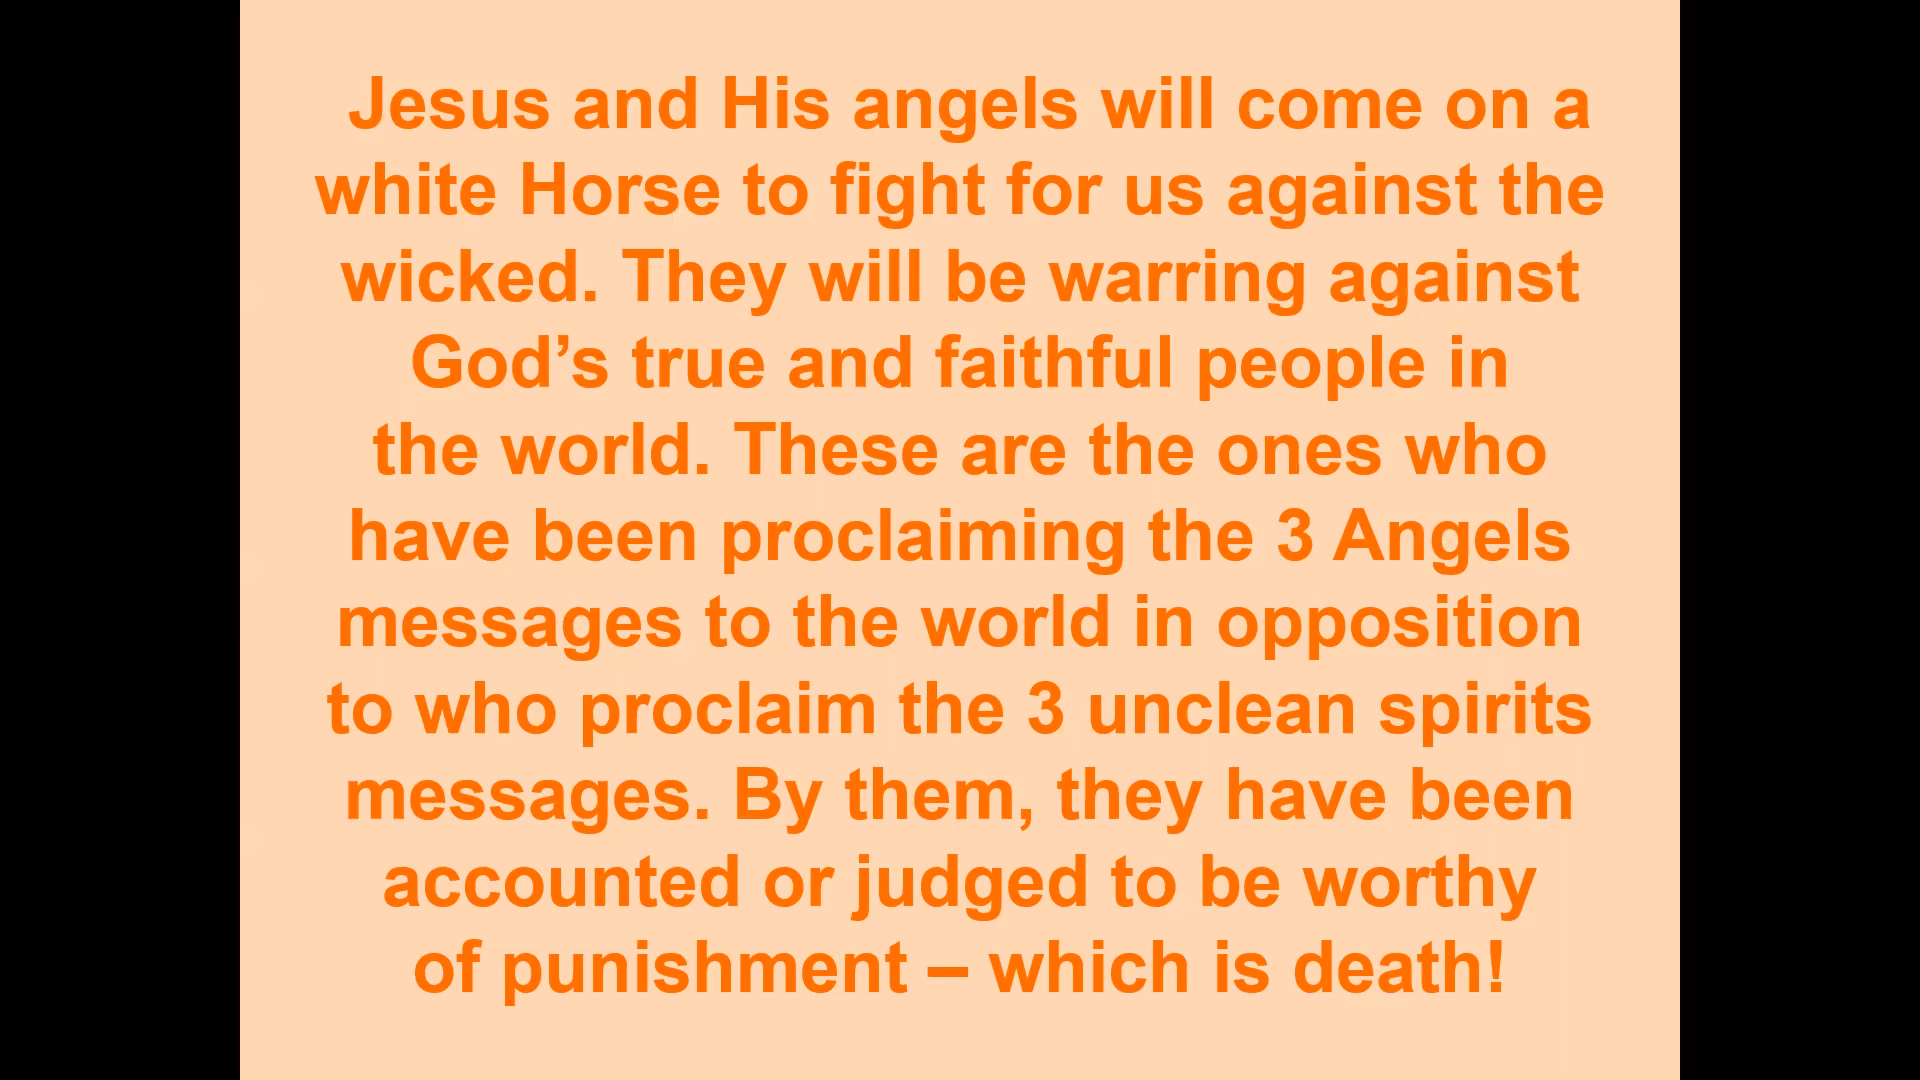 Jesus and His angels will come on a
white Horse to fight for us against the
wicked. They will be warring against
God’s true and faithful people in
the world. These are the ones who
have been proclaiming the 3 Angels
messages to the world in opposition
to who proclaim the 3 unclean spirits
messages. By them, they have been
accounted or judged to be worthy
of punishment – which is death!